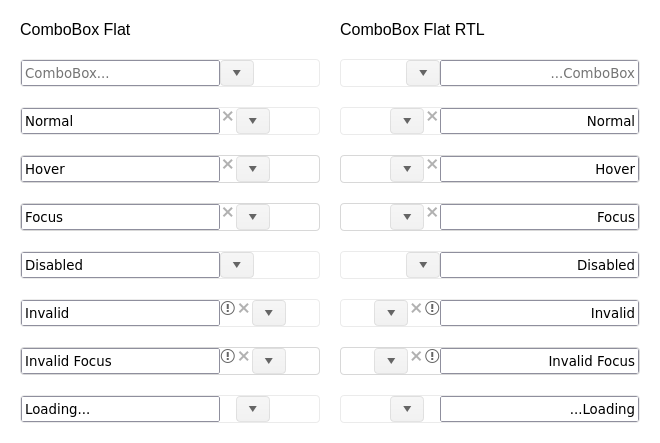 ComboBox Flat
ComboBox...
Normal
Hover
Focus
Disabled
Invalid
Invalid Focus
Loading...
ComboBox Flat RTL
...ComboBox
Normal
Hover
Focus
Disabled
Invalid
Invalid Focus
...Loading